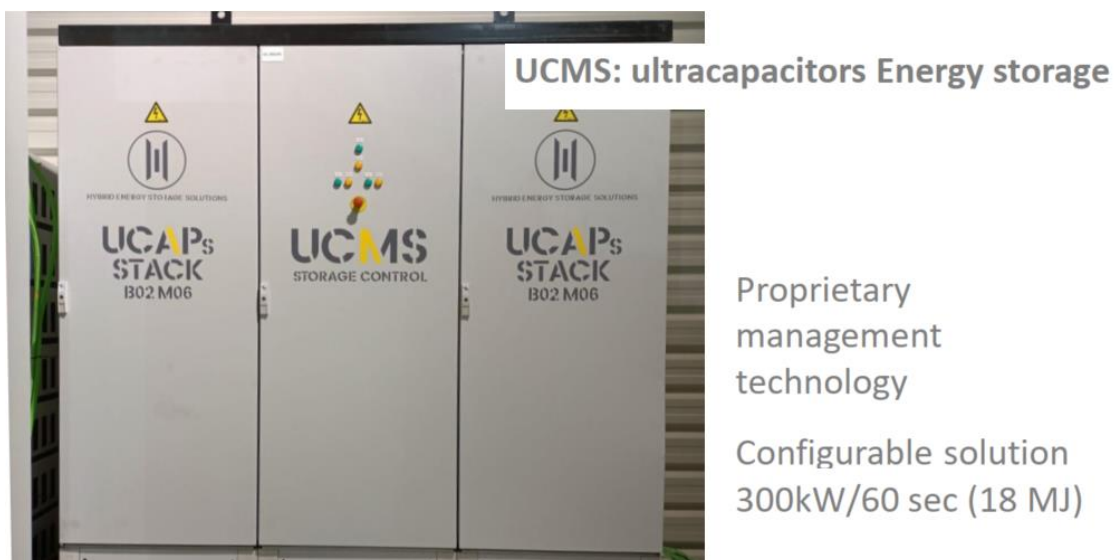 UCMS: ultracapacitors Energy storage
HYBRID ENERGY STORAGE SOLUTIONS
UCAPs
STACK
B02 M06
UCMS
STORAGE CONTROL
HYBRID ENERGY STORAGE SOLUTIONS
UCAPs
STACK
B02 M06
Proprietary
management
technology
Configurable solution
300kW/60 sec (18 MJ)